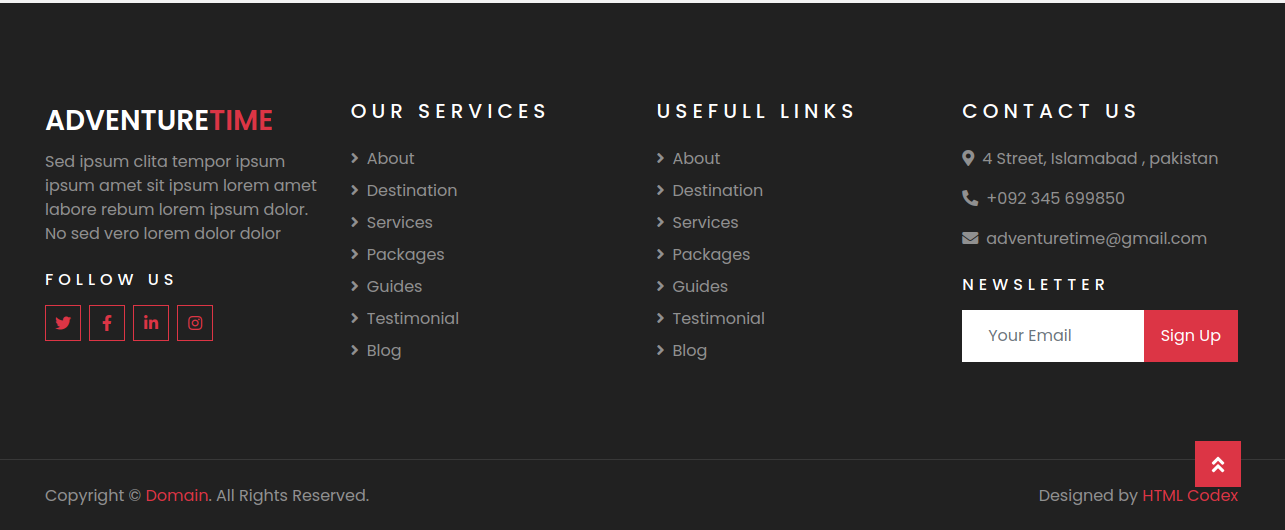 ADVENTURETIME
Sed ipsum clita tempor ipsum
ipsum amet sit ipsum lorem amet
labore rebum lorem ipsum dolor.
No sed vero lorem dolor dolor
FOLLOW US
OUR SERVICES
About
Destination
Services
Packages
Guides
Testimonial
Blog
USEFULL LINKS
About
Destination
Services
Packages
Guides
Testimonial
Blog
CONTACT US
4 Street, Islamabad , pakistan
+092 345 699850
adventuretime@gmail.com
NEWSLETTER
Your Email
Sign Up
Copyright © Domain. All Rights Reserved.
Designed by HTML Codex